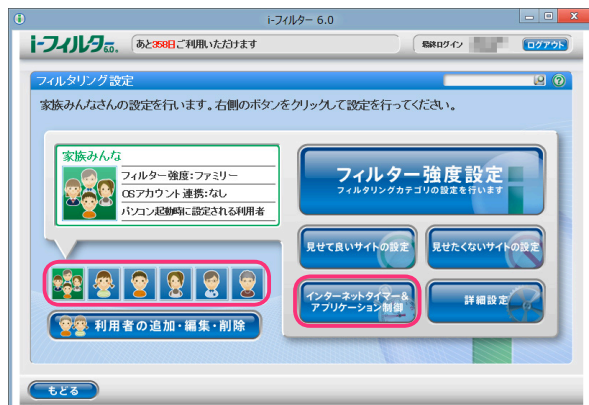 i-フィルター 6.0
i-フィルター 6.0。 あと358日ご利用いただけます
最終ログイン
ログアウト
フィルタリング設定
家族みんなさんの設定を行います。右側のボタンをクリックして設定を行ってください。
家族みんな
フィルター強度：ファミリー
OSアカウント連携：なし
パソコン起動時に設定される利用者
フィルター強度設定
フィルタリングカテゴリの設定を行います
見せて良いサイトの設定
見せたくないサイトの設定
インターネットタイマー&
アプリケーション制御
詳細設定
利用者の追加・編集・削除
もどる